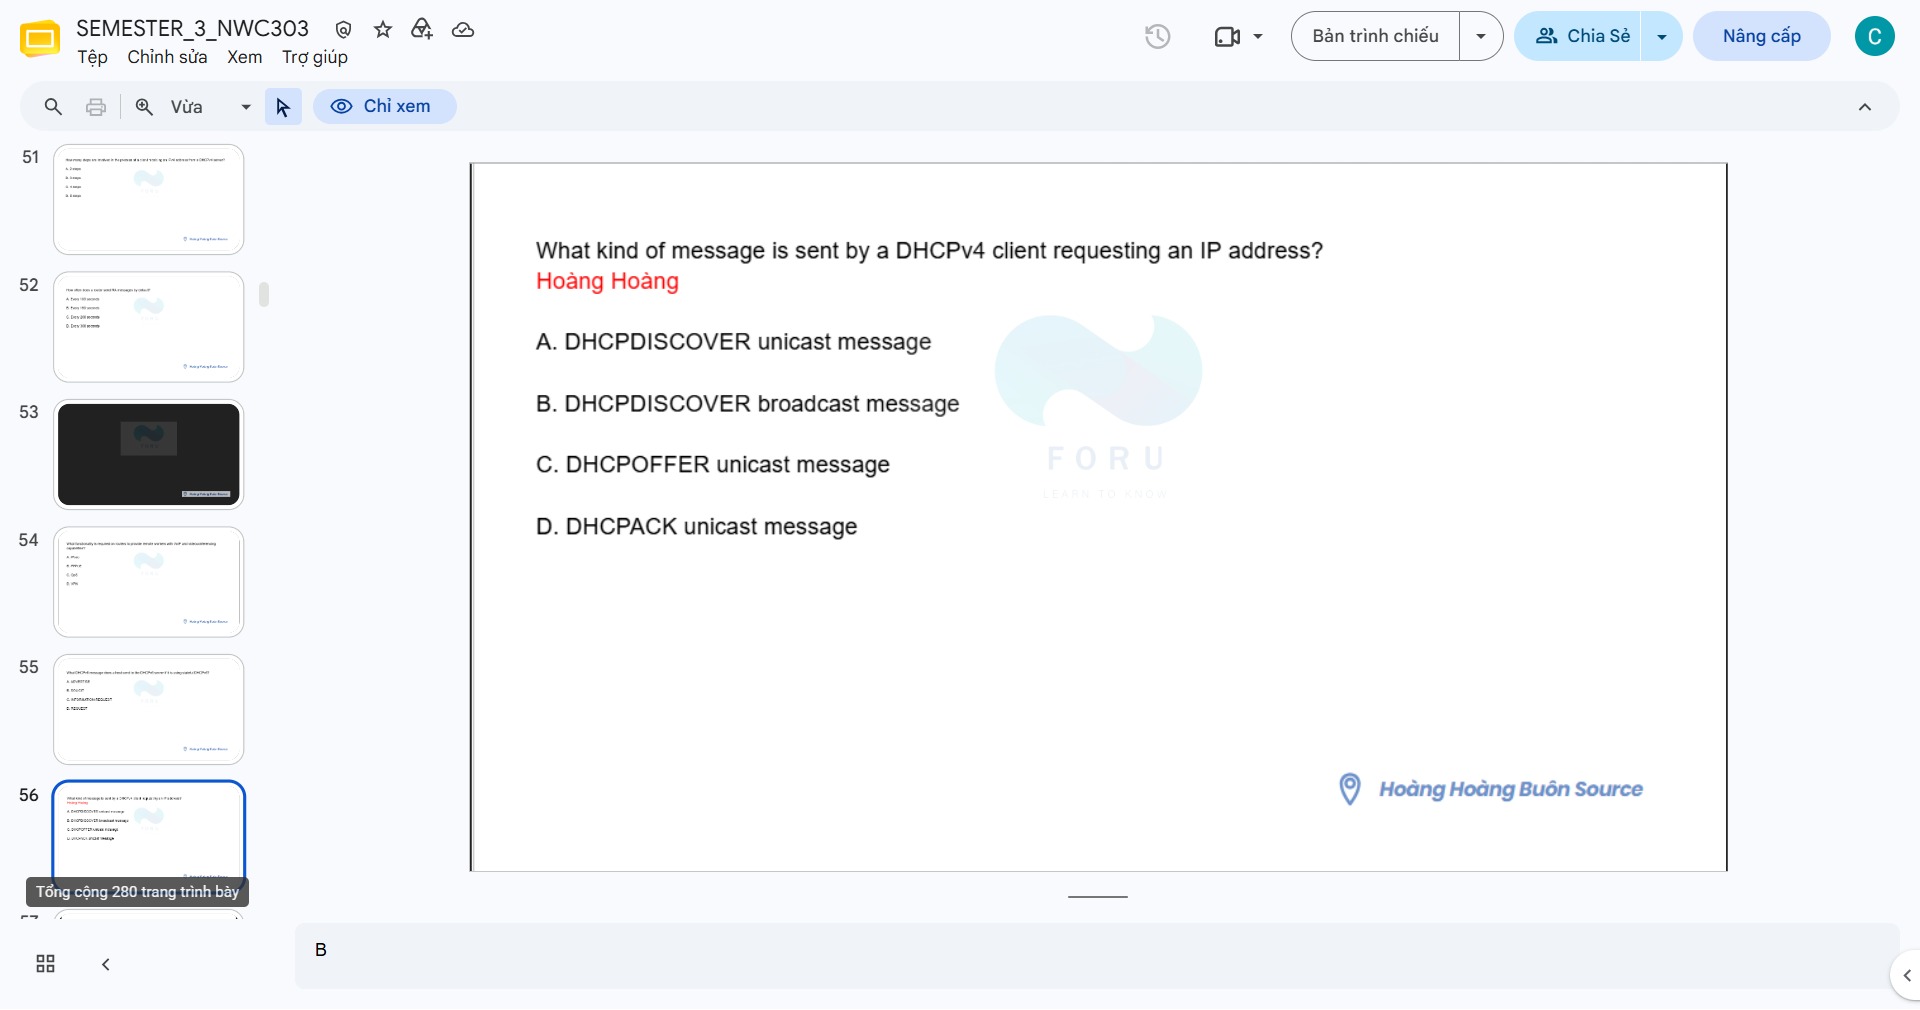 SEMESTER_3_NWC303
Tệp Chỉnh sửa Xem Trợ giúp
Bản trình chiếu
Chia Sẻ
Nâng cấp
C
Vừa
Chỉ xem
51
52
53
54
55
56
Tổng cộng 280 trang trình bày
What kind of message is sent by a DHCPv4 client requesting an IP address?
Hoàng Hoàng
A. DHCPDISCOVER unicast message
B. DHCPDISCOVER broadcast message
C. DHCPOFFER unicast message
D. DHCPACK unicast message
FORU
LEARN TO KNOW
Hoàng Hoàng Buôn Source
B